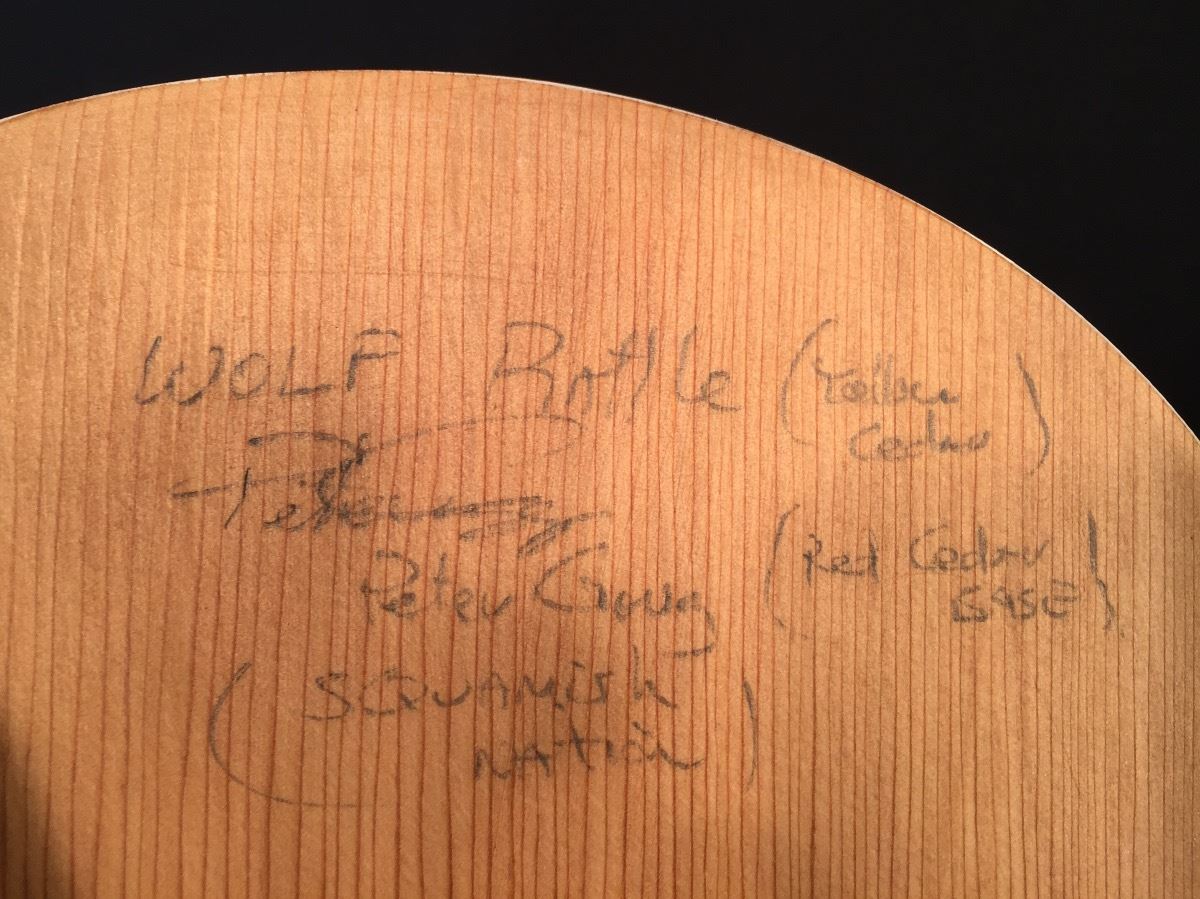 WOLF Rattle (Yellow
Cedar)
Peter Gong
(Red Cedar
BASE)
(SQUAMISH
NATION)